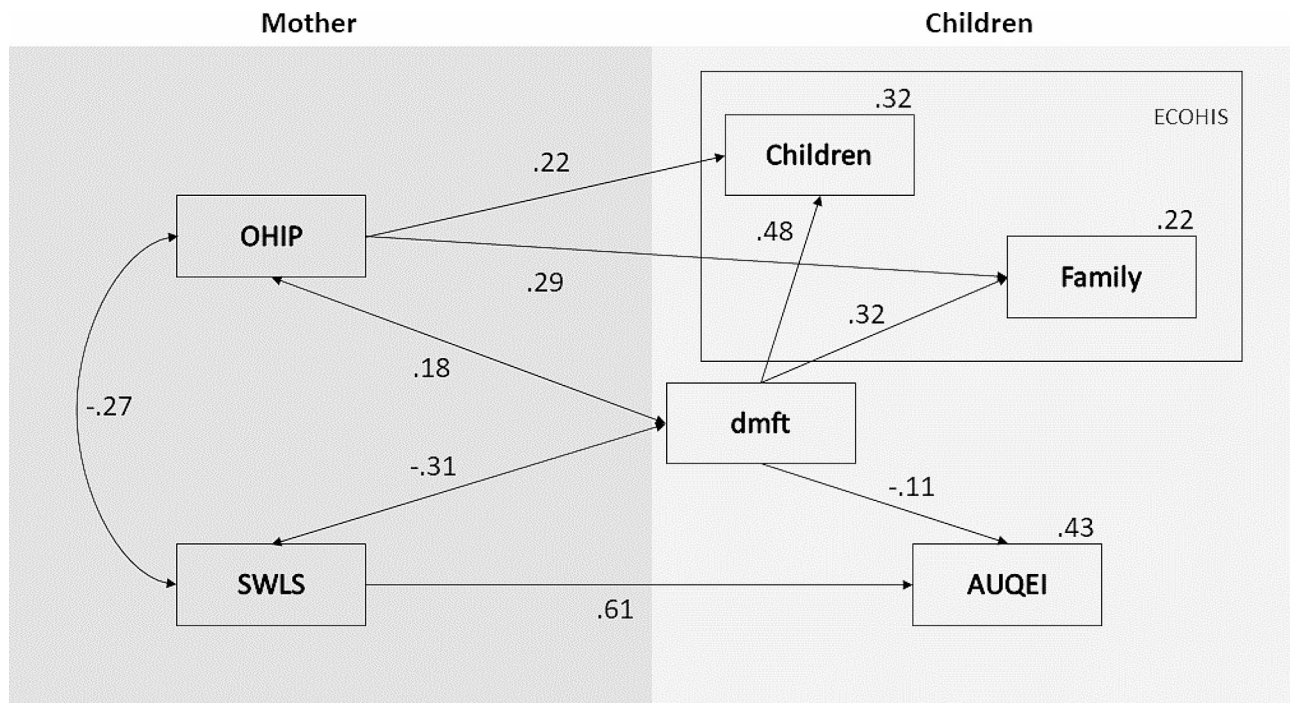 Mother
Children
.32
ECOHIS
Children
.22
OHIP
.48
.22
Family
.29
.32
.18
dmft
-.27
-.31
-.11
.43
SWLS
AUQEI
.61